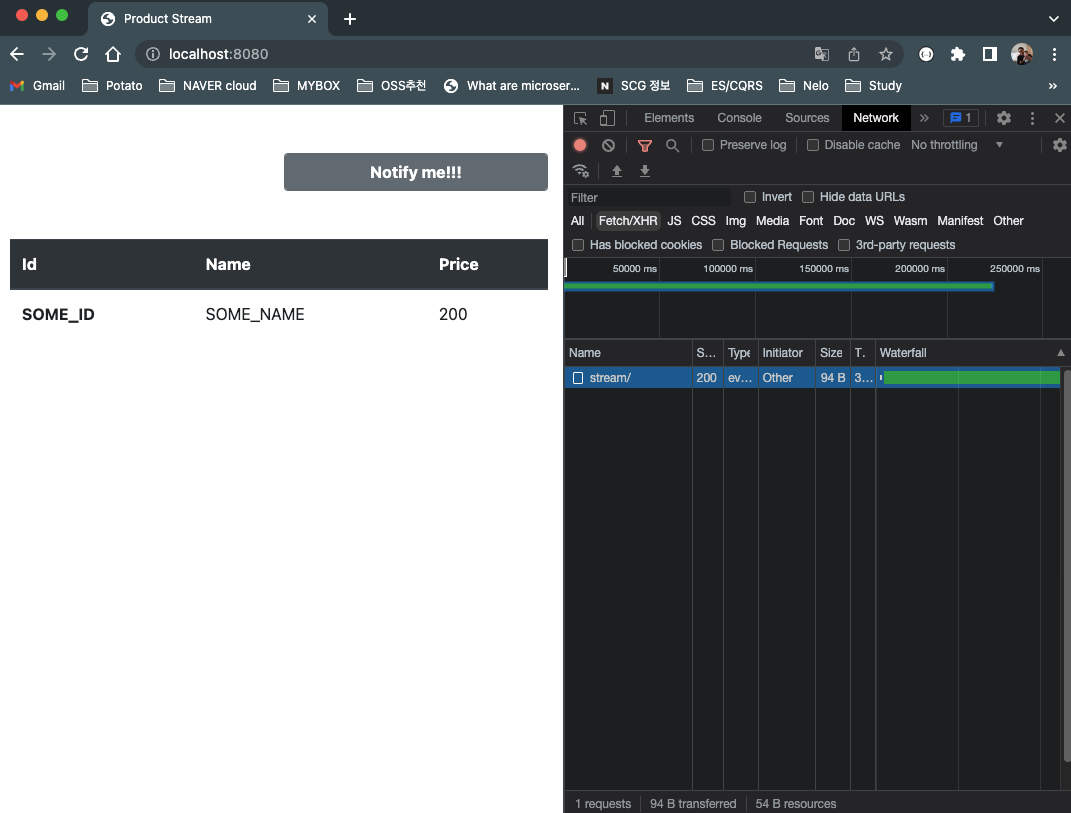 Product Stream
localhost:8080
Gmail Potato NAVER cloud MYBOX OSS추천 What are microser... N SCG 정보 ES/CQRS Nelo Study »
Elements Console Sources Network » 1
Notify me!!!
Preserve log Disable cache No throttling
Filter Invert Hide data URLs
All Fetch/XHR JS CSS Img Media Font Doc WS Wasm Manifest Other
Has blocked cookies Blocked Requests 3rd-party requests
Id Name Price
50000 ms 100000 ms 150000 ms 200000 ms 250000 ms
SOME_ID SOME_NAME 200
Name S... Type Initiator Size T. Waterfall
stream/ 200 ev... Other 94 B 3...
1 requests 94 B transferred 54 B resources